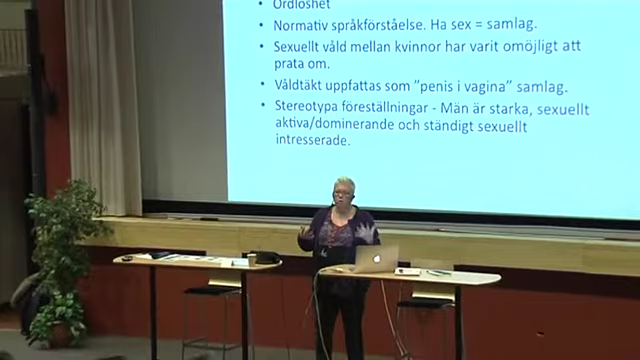 • Ordlöshet
• Normativ språkförståelse. Ha sex = samlag.
• Sexuellt våld mellan kvinnor har varit omöjligt att
prata om.
• Våldtäkt uppfattas som ”penis i vagina” samlag.
• Stereotypa föreställningar - Män är starka, sexuellt
aktiva/dominerande och ständigt sexuellt
intresserade.